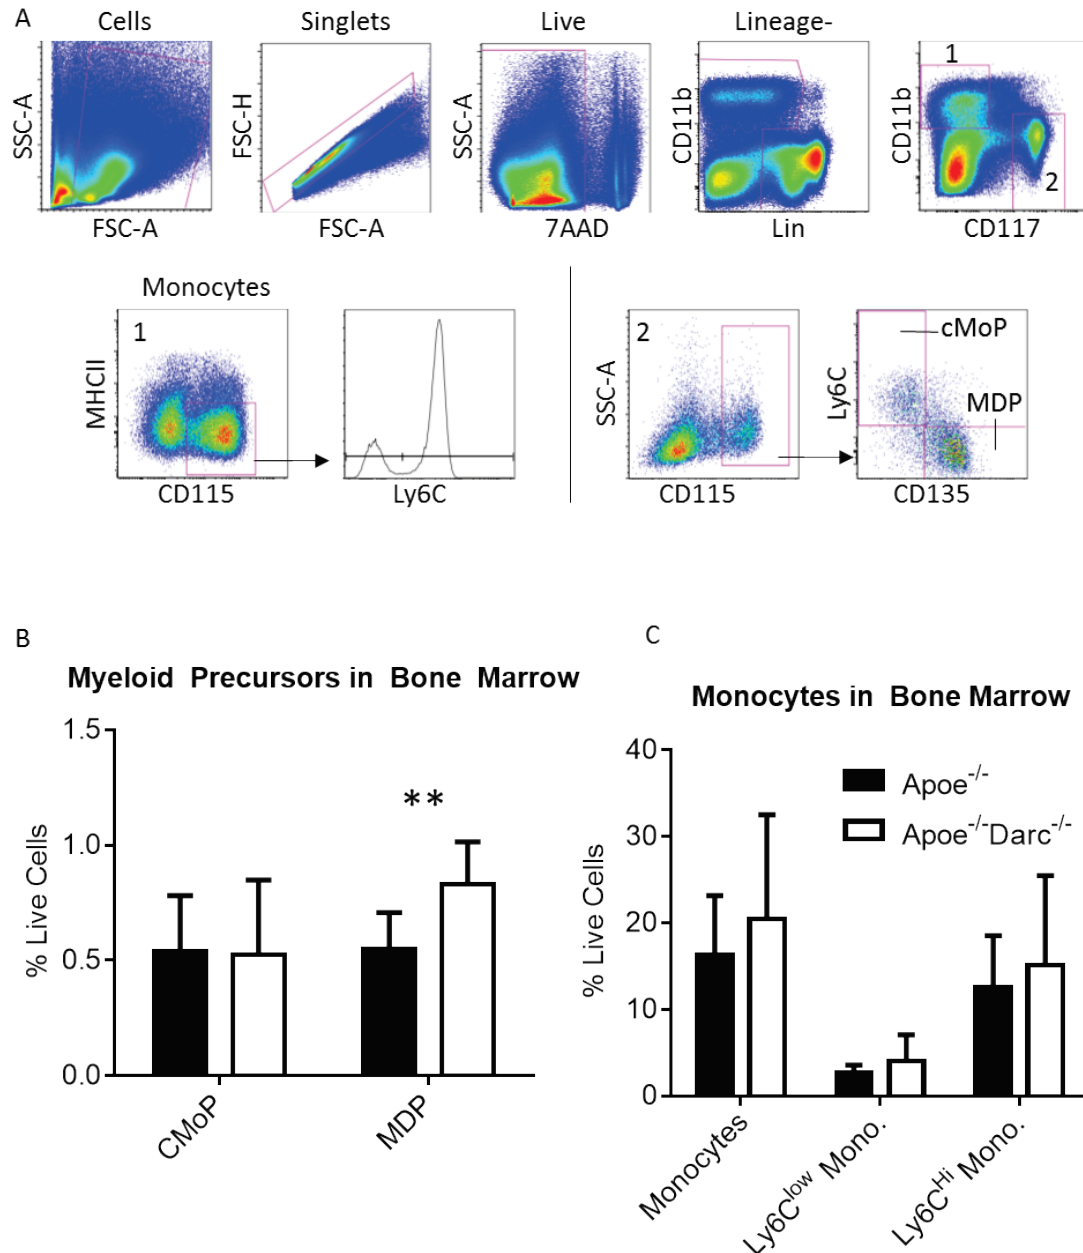 A
Cells
Singlets
Live
Lineage-
SSC-A
FSC-A
FSC-H
FSC-A
SSC-A
7AAD
CD11b
Lin
CD11b
1
2
CD117
Monocytes
MHCII
1
CD115
Ly6C
SSC-A
2
CD115
Ly6C
cMoP
MDP
CD135
B
Myeloid Precursors in Bone Marrow
% Live Cells
1.5
1.0
0.5
0.0
**
CMoP
MDP
C
Monocytes in Bone Marrow
% Live Cells
40
30
20
10
0
Apoe-/-
Apoe-/-Darc-/-
Monocytes
Ly6Clow Mono.
Ly6CHi Mono.